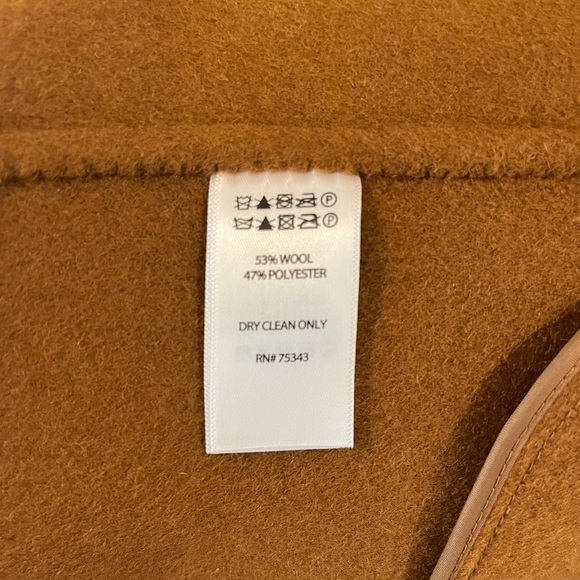 P
P
53% WOOL
47% POLYESTER
DRY CLEAN ONLY
RN# 75343